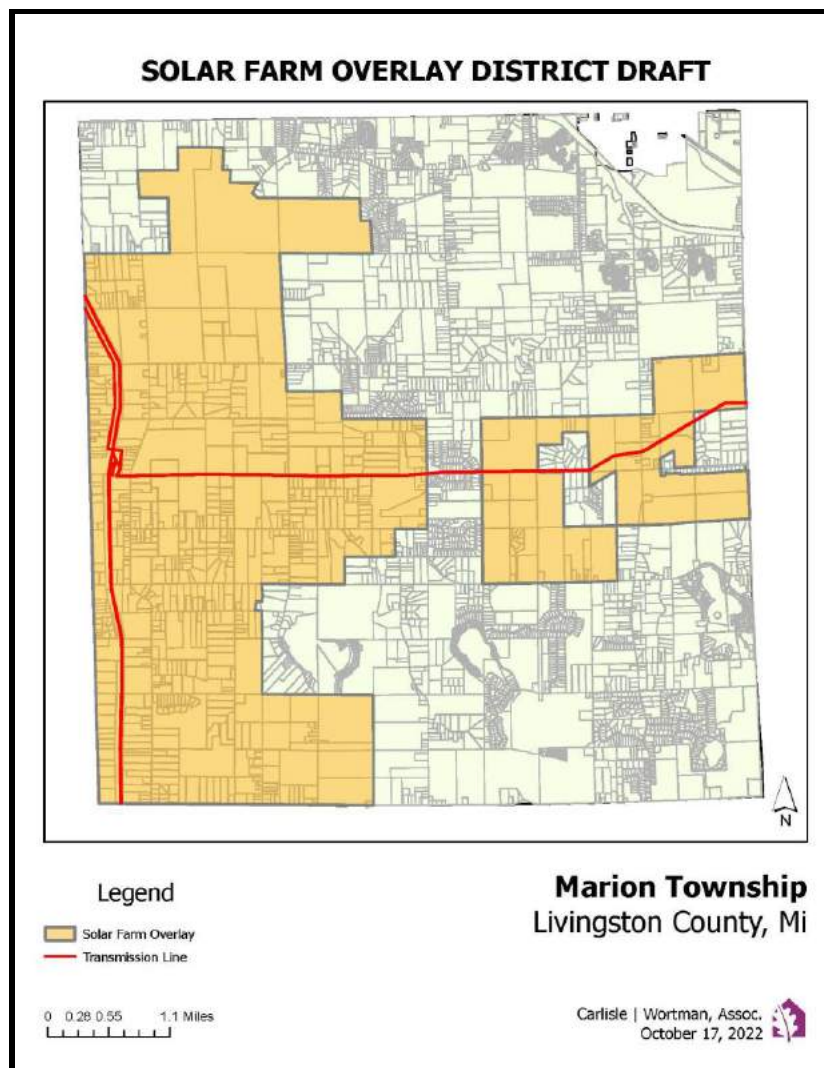 SOLAR FARM OVERLAY DISTRICT DRAFT
N
Legend
Solar Farm Overlay
Transmission Line
0 0.28 0.55 1.1 Miles
Marion Township
Livingston County, Mi
Carlisle | Wortman, Assoc.
October 17, 2022